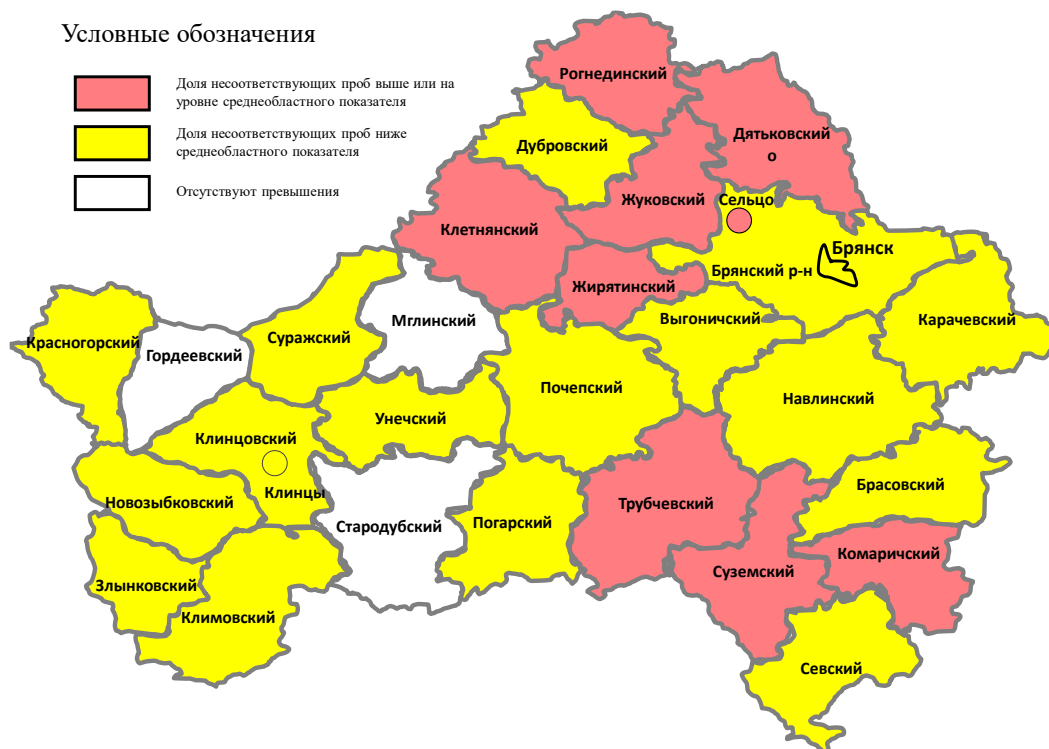 Условные обозначения
Доля несоответствующих проб выше или на
уровне среднеобластного показателя
Доля несоответствующих проб ниже
среднеобластного показателя
Отсутствуют превышения
Рогнединский
Дятьковский
о
Дубровский
Жуковский
Сельцо
Клетнянский
Брянск
Брянский р-н
Жирятинский
Мглинский
Выгоничский
Карачевский
Красногорский
Гордеевский
Суражский
Почепский
Навлинский
Унечский
Клинцовский
Клинцы
Новозыбковский
Стародубский
Погарский
Трубчевский
Брасовский
Комаричский
Суземский
Злынковский
Климовский
Севский